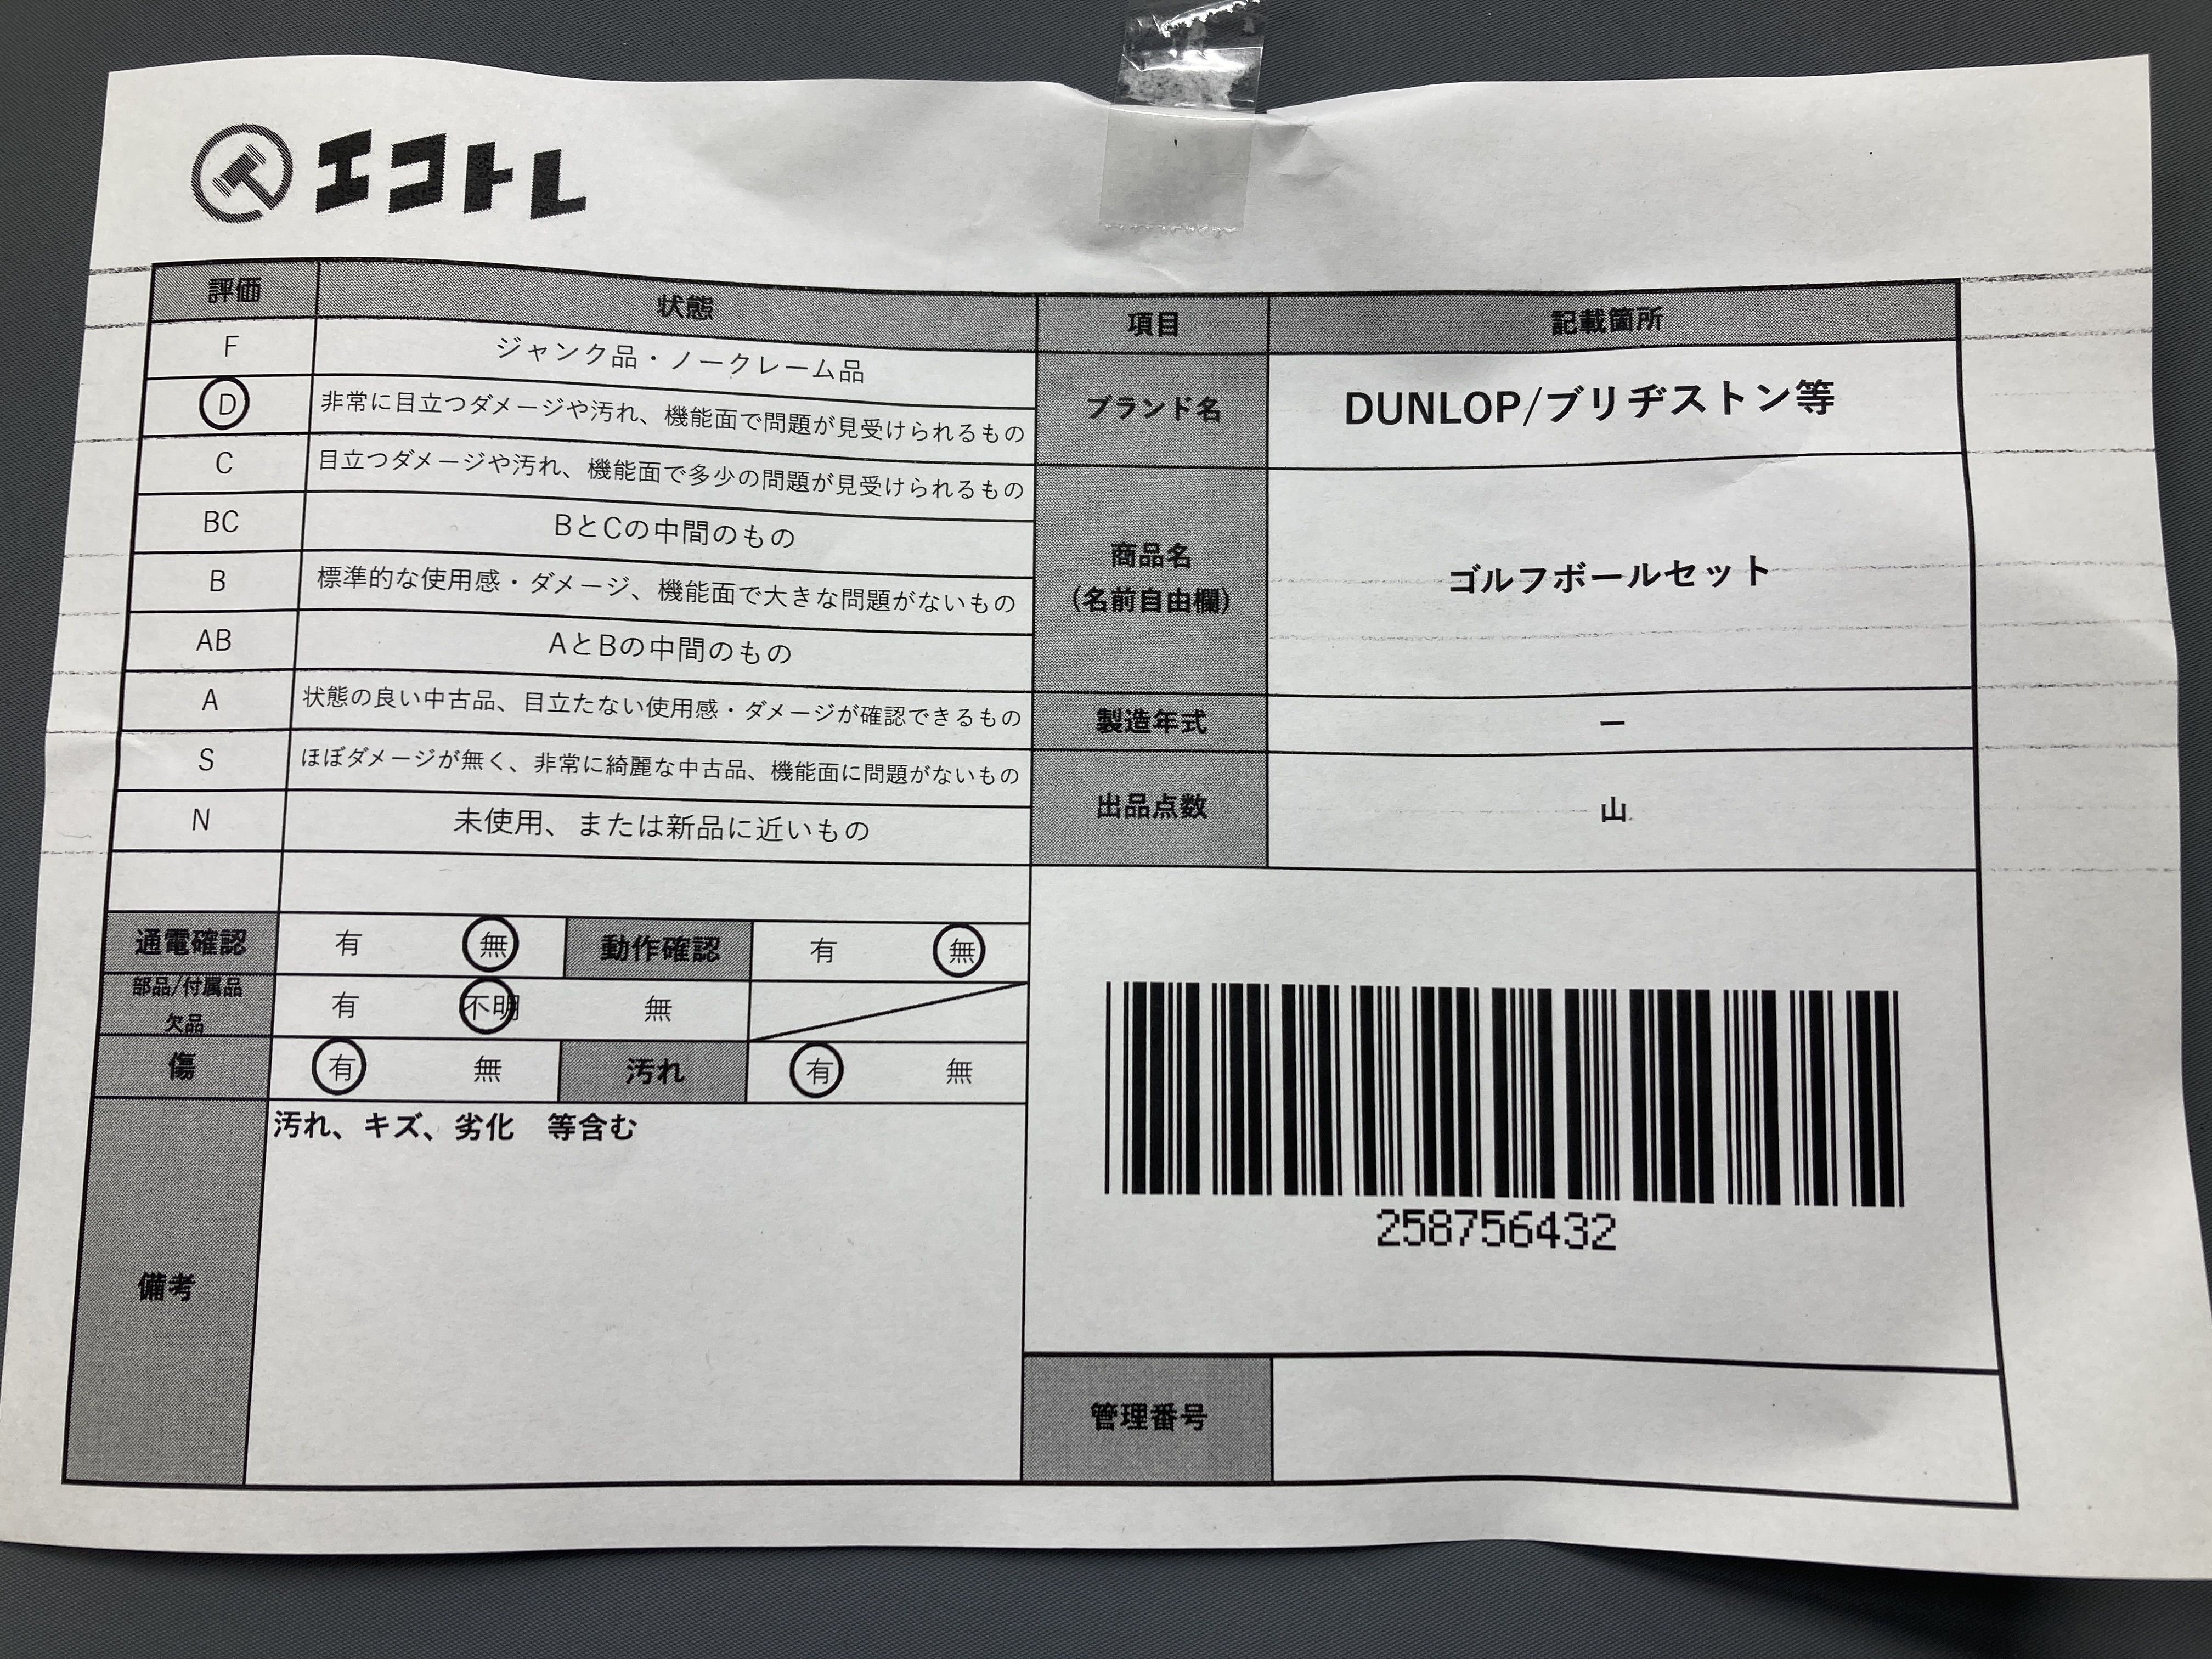 エコトレ
評価 状態
F ジャンク品・ノークレーム品
D 非常に目立つダメージや汚れ、機能面で問題が見受けられるもの
C 目立つダメージや汚れ、機能面で多少の問題が見受けられるもの
BC BとCの中間のもの
B 標準的な使用感・ダメージ、機能面で大きな問題がないもの
AB AとBの中間のもの
A 状態の良い中古品、目立たない使用感・ダメージが確認できるもの
S ほぼダメージが無く、非常に綺麗な中古品、機能面に問題がないもの
N 未使用、または新品に近いもの
通電確認 有 無 動作確認 有 無
部品/付属品
欠品 有 不明 無
傷 有 無 汚れ 有 無
備考 汚れ、キズ、劣化　等含む
項目 記載箇所
ブランド名 DUNLOP/ブリヂストン等
商品名
(名前自由欄) ゴルフボールセット
製造年式 ー
出品点数 山
258756432
管理番号